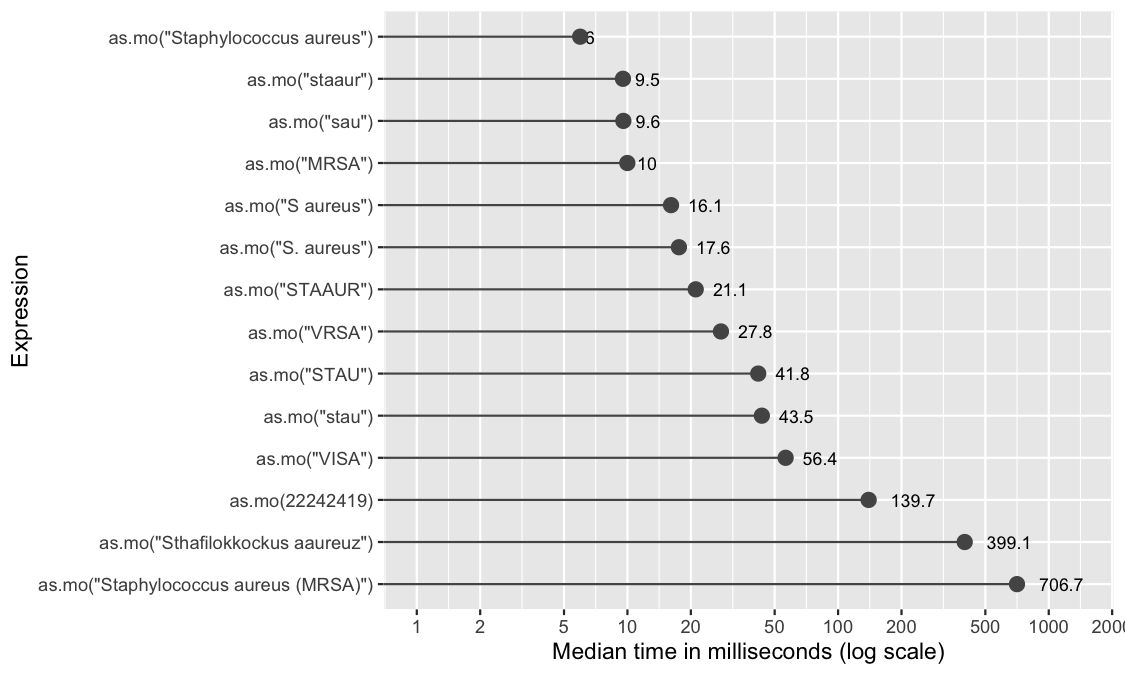 Expression
as.mo("Staphylococcus aureus") 6
as.mo("staaur") 9.5
as.mo("sau") 9.6
as.mo("MRSA") 10
as.mo("S aureus") 16.1
as.mo("S. aureus") 17.6
as.mo("STAAUR") 21.1
as.mo("VRSA") 27.8
as.mo("STAU") 41.8
as.mo("stau") 43.5
as.mo("VISA") 56.4
as.mo(22242419) 139.7
as.mo("Sthafilokkockus aaureuz") 399.1
as.mo("Staphylococcus aureus (MRSA)") 706.7
1 2 5 10 20 50 100 200 500 1000 2000
Median time in milliseconds (log scale)